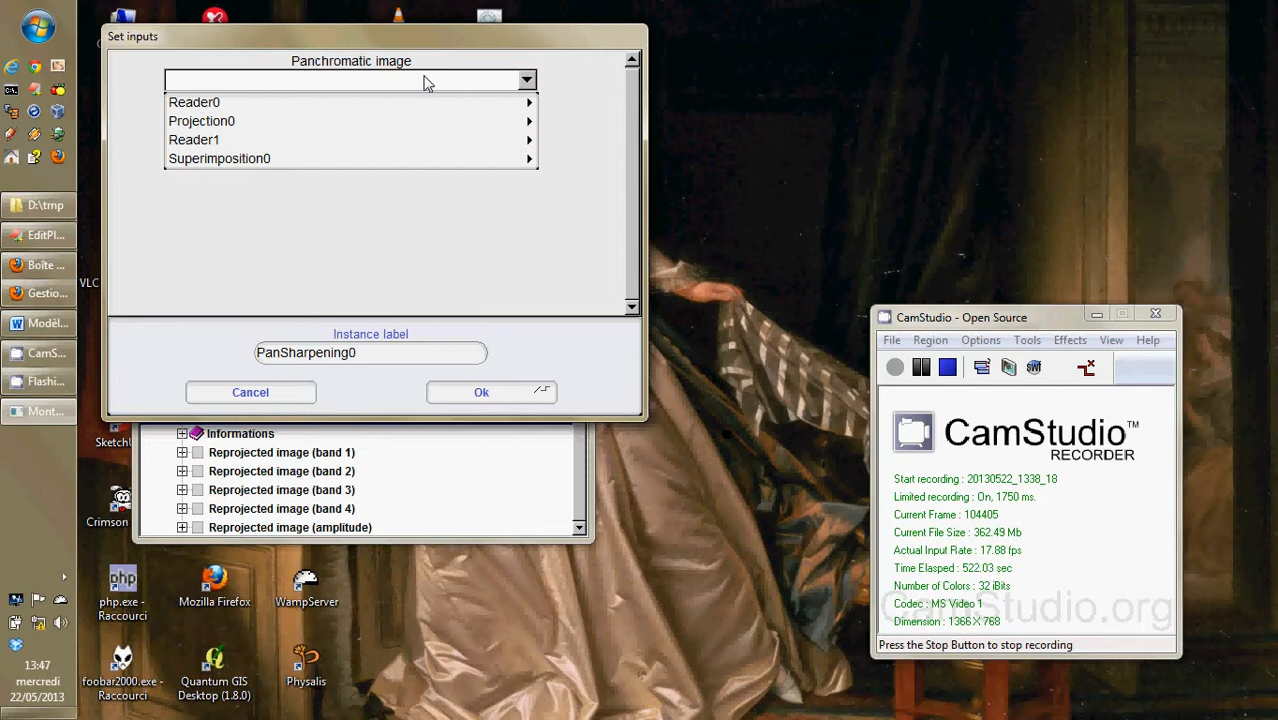 Set inputs
Panchromatic image
Reader0
Projection0
Reader1
Superimposition0
Instance label
PanSharpening0
Cancel
Ok
Informations
Reprojected image (band 1)
Reprojected image (band 2)
Reprojected image (band 3)
Reprojected image (band 4)
Reprojected image (amplitude)
D:\tmp
EditPl...
Boîte ...
Gestio...
Modèl...
CamS...
Flashi...
Mont...
VLC
SketchU
Crimson
php.exe - Raccourci
Mozilla Firefox
WampServer
foobar2000.exe - Raccourci
Quantum GIS Desktop (1.8.0)
Physalis
13:47
mercredi
22/05/2013
CamStudio - Open Source
File Region Options Tools Effects View Help
CamStudio™
RECORDER
Start recording : 20130522_1338_18
Limited recording : On, 1750 ms.
Current Frame : 104405
Current File Size : 362.49 Mb
Actual Input Rate : 17.88 fps
Time Elasped : 522.03 sec
Number of Colors : 32 iBits
Codec : MS Video 1
Dimension : 1366 X 768
CamStudio.org
Press the Stop Button to stop recording